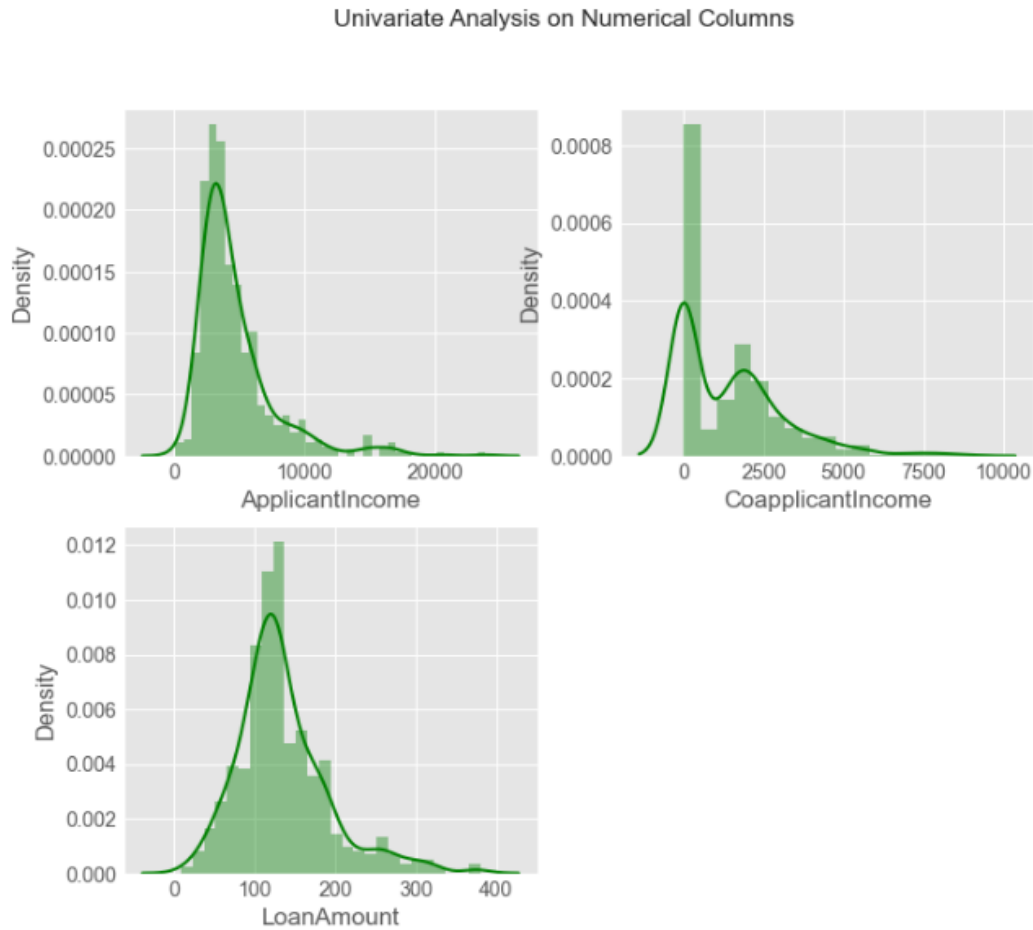 Univariate Analysis on Numerical Columns
0.00025
0.00020
0.00015
0.00010
0.00005
0.00000
Density
0 10000 20000
ApplicantIncome
0.0008
0.0006
0.0004
0.0002
0.0000
Density
0 2500 5000 7500 10000
CoapplicantIncome
0.012
0.010
0.008
0.006
0.004
0.002
0.000
Density
0 100 200 300 400
LoanAmount